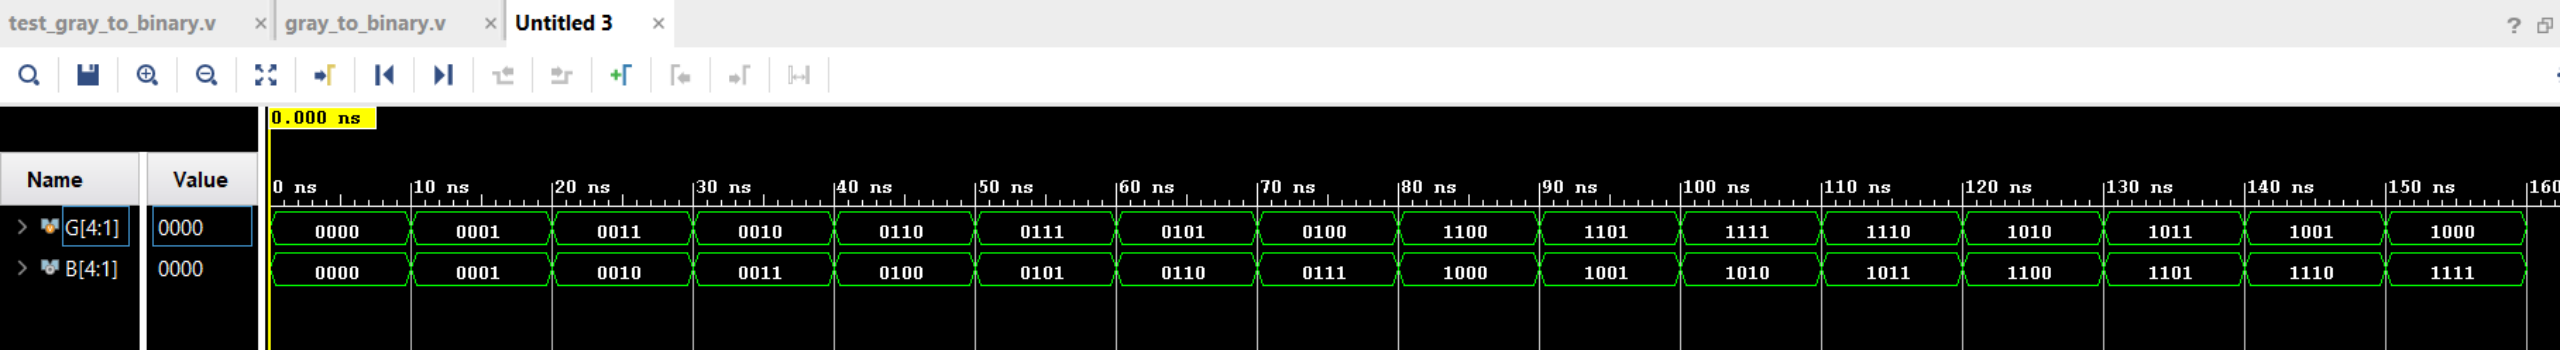 test_gray_to_binary.v × gray_to_binary.v × Untitled 3 × ?
0.000 ns
Name Value 0 ns 10 ns 20 ns 30 ns 40 ns 50 ns 60 ns 70 ns 80 ns 90 ns 100 ns 110 ns 120 ns 130 ns 140 ns 150 ns 160
G[4:1] 0000 0000 0001 0011 0010 0110 0111 0101 0100 1100 1101 1111 1110 1010 1011 1001 1000
B[4:1] 0000 0000 0001 0010 0011 0100 0101 0110 0111 1000 1001 1010 1011 1100 1101 1110 1111